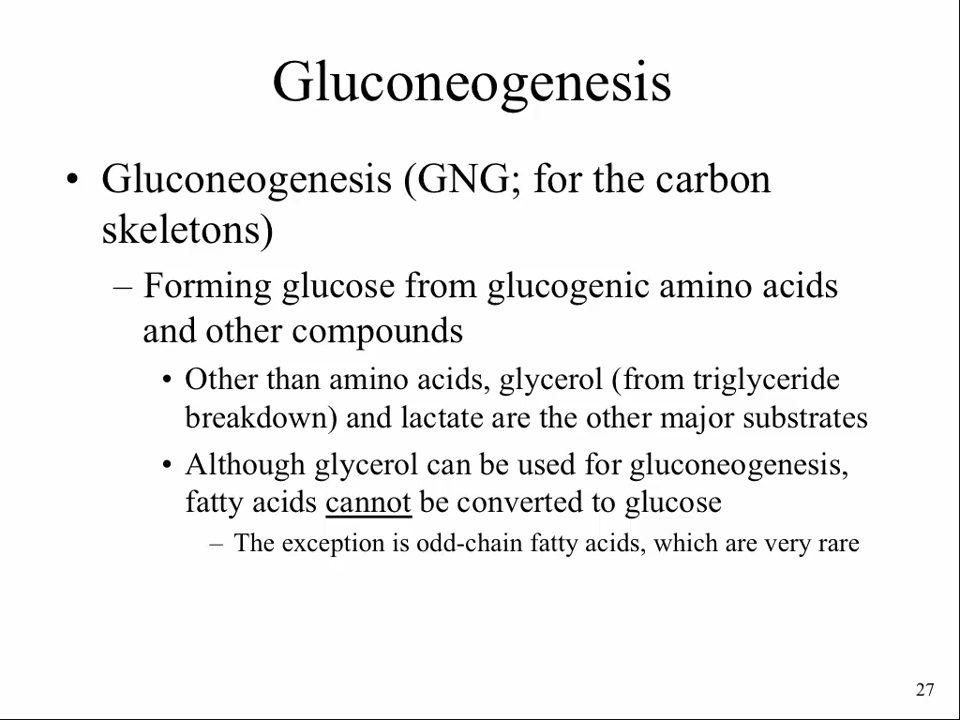 Gluconeogenesis
• Gluconeogenesis (GNG; for the carbon
skeletons)
– Forming glucose from glucogenic amino acids
and other compounds
• Other than amino acids, glycerol (from triglyceride
breakdown) and lactate are the other major substrates
• Although glycerol can be used for gluconeogenesis,
fatty acids cannot be converted to glucose
– The exception is odd-chain fatty acids, which are very rare
27